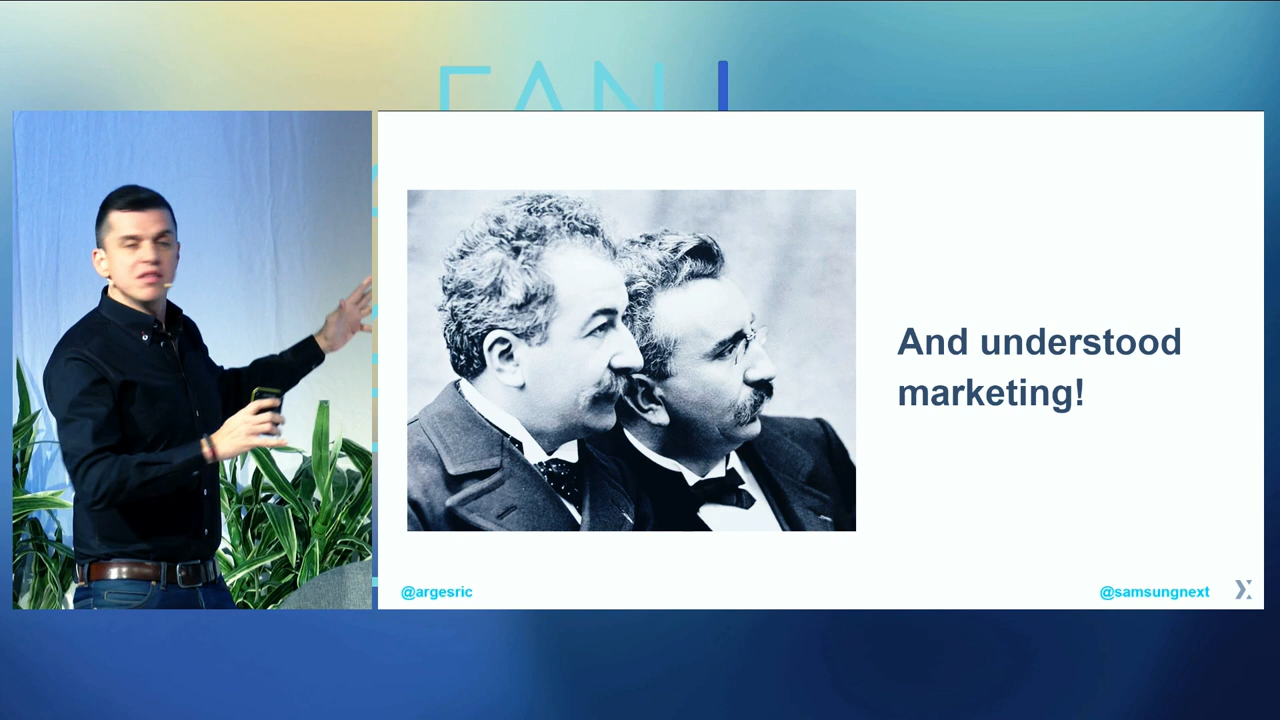 And understood
marketing!
@argesric
@samsungnext